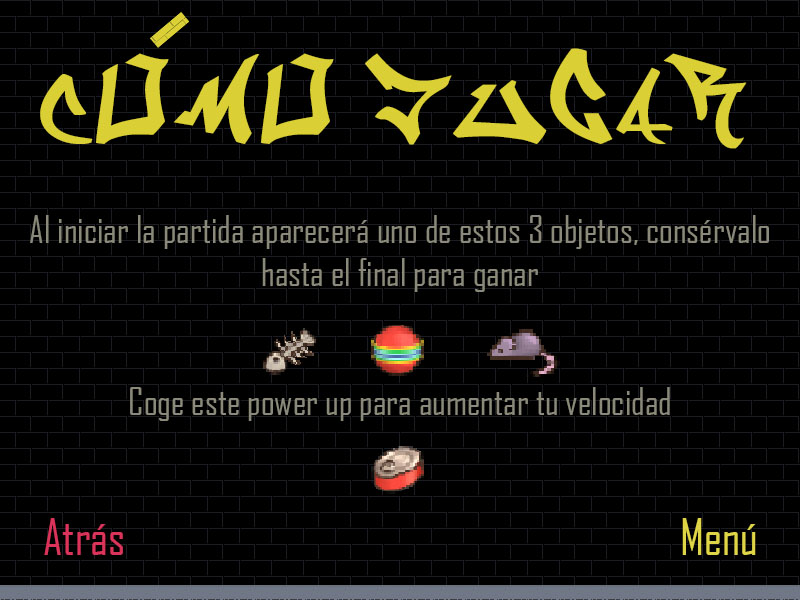 CÓMO JUGAR
Al iniciar la partida aparecerá uno de estos 3 objetos, consérvalo
hasta el final para ganar
Coge este power up para aumentar tu velocidad
Atrás
Menú